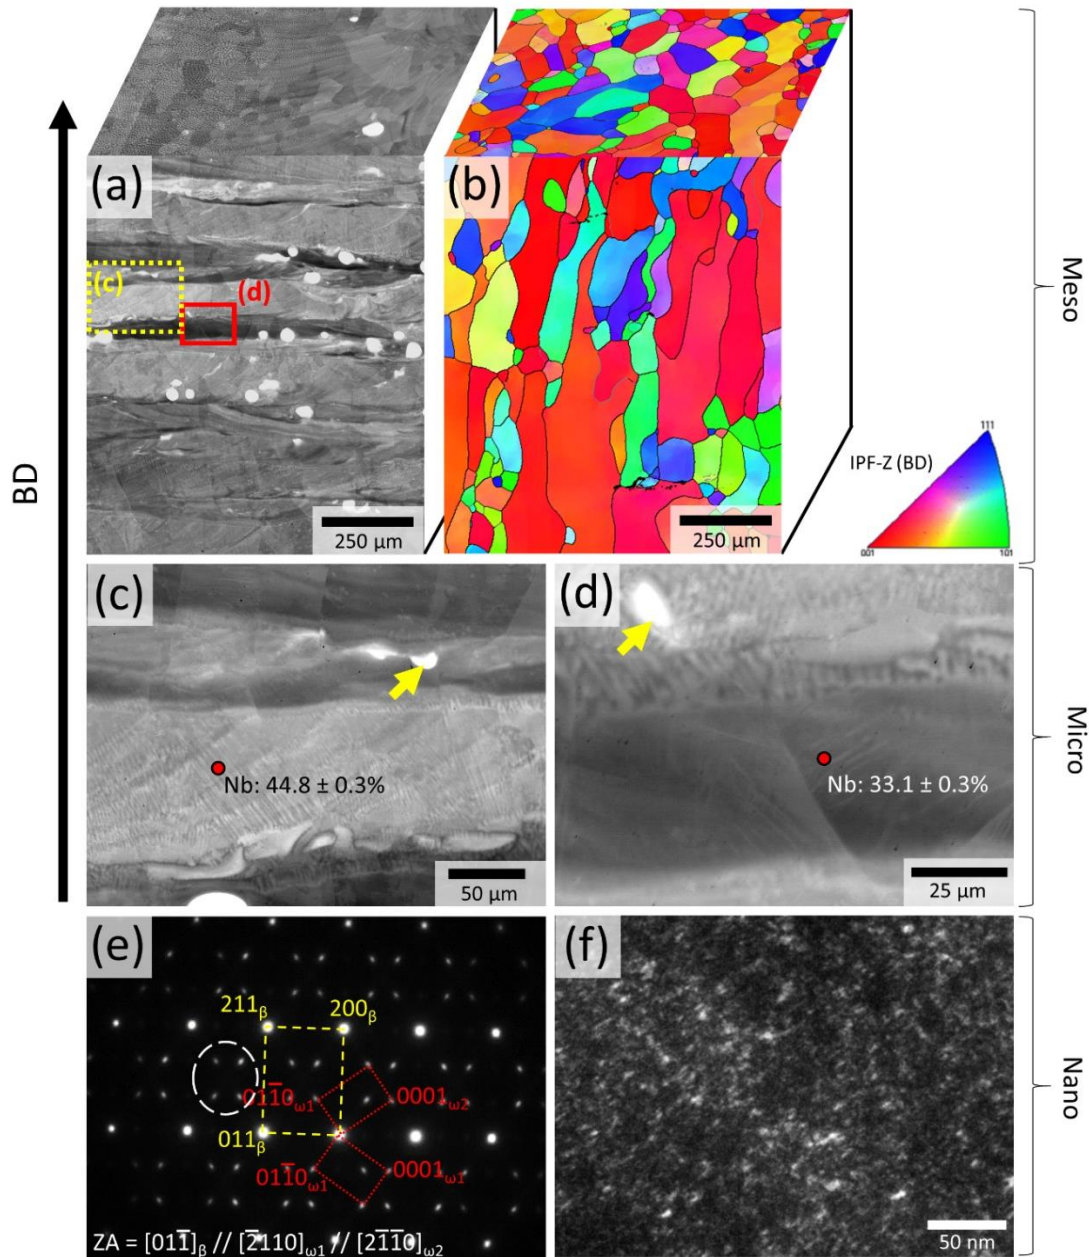 BD
(a)
(b)
(c)
(d)
250 μm
250 μm
IPF-Z (BD)
111
001
101
Meso
(c)
Nb: 44.8 ± 0.3%
50 μm
(d)
Nb: 33.1 ± 0.3%
25 μm
Micro
(e)
211β
200β
011̅0ω1
0001ω2
011β
011̅0ω1
0001ω1
ZA = [011̅]β // [2̅110]ω1 // [21̅1̅0]ω2
(f)
50 nm
Nano